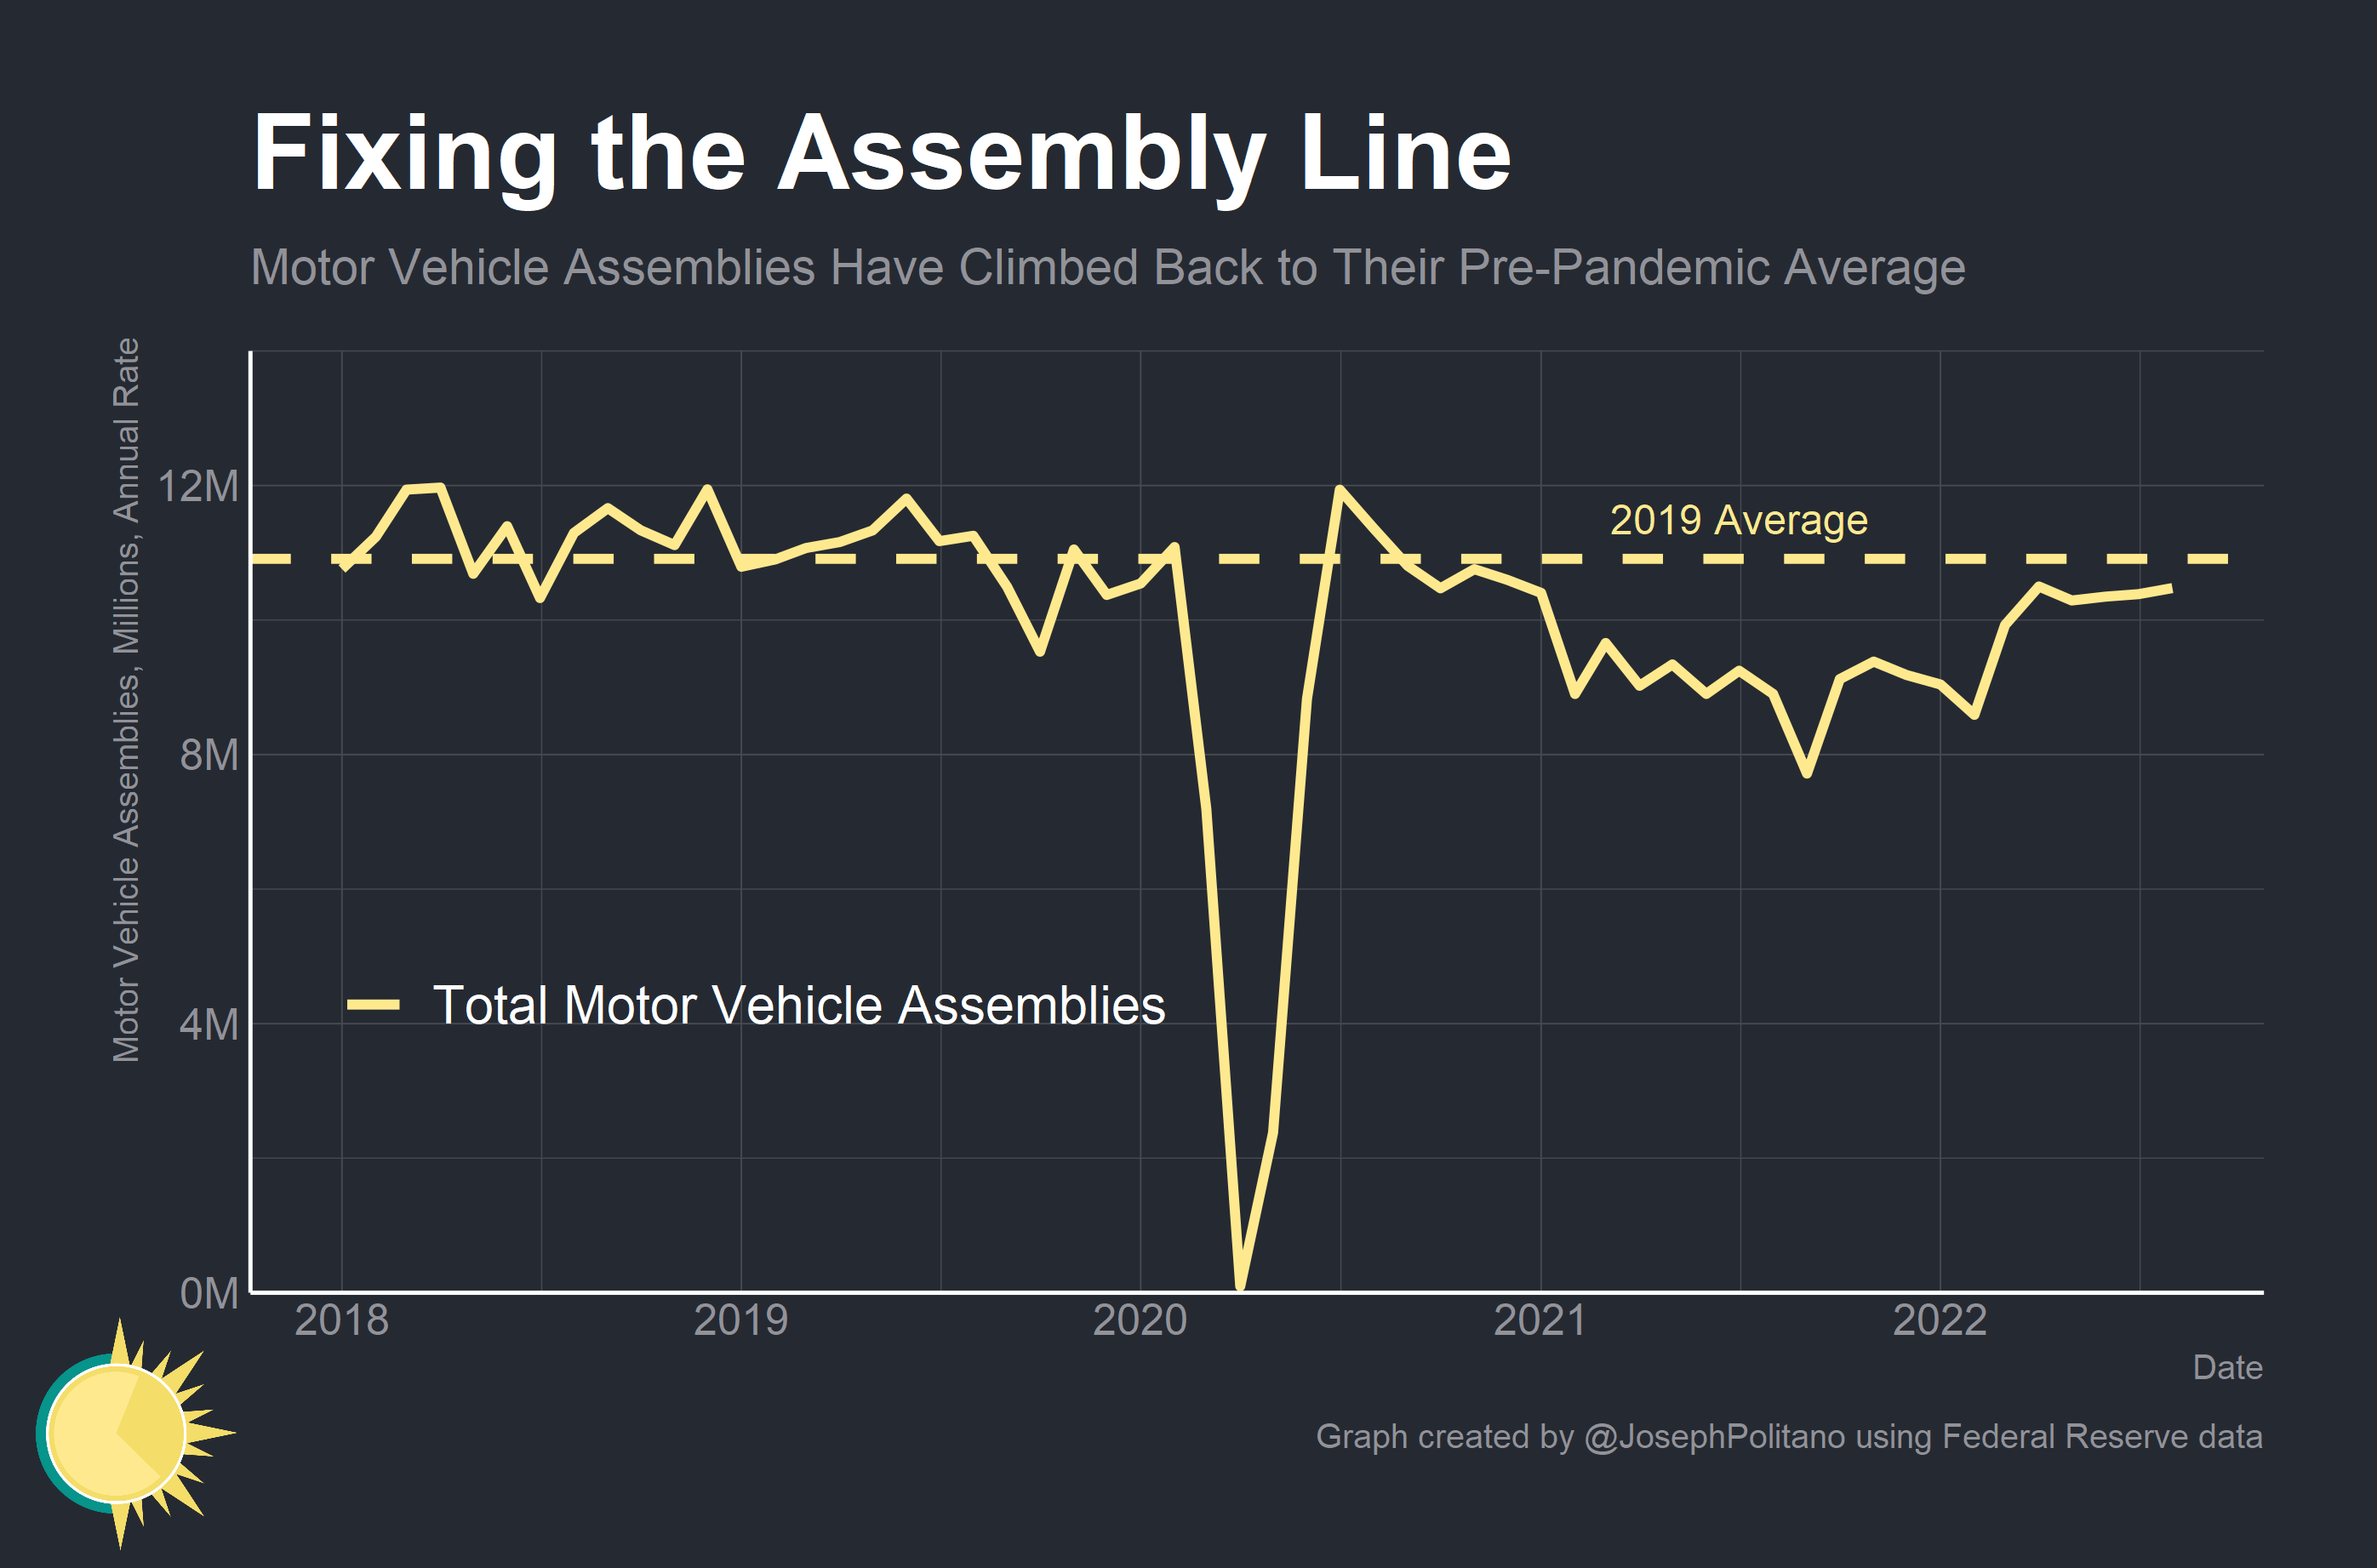 Fixing the Assembly Line
Motor Vehicle Assemblies Have Climbed Back to Their Pre-Pandemic Average
Motor Vehicle Assemblies, Millions, Annual Rate
12M
8M
4M
0M
2019 Average
Total Motor Vehicle Assemblies
2018
2019
2020
2021
2022
Date
Graph created by @JosephPolitano using Federal Reserve data